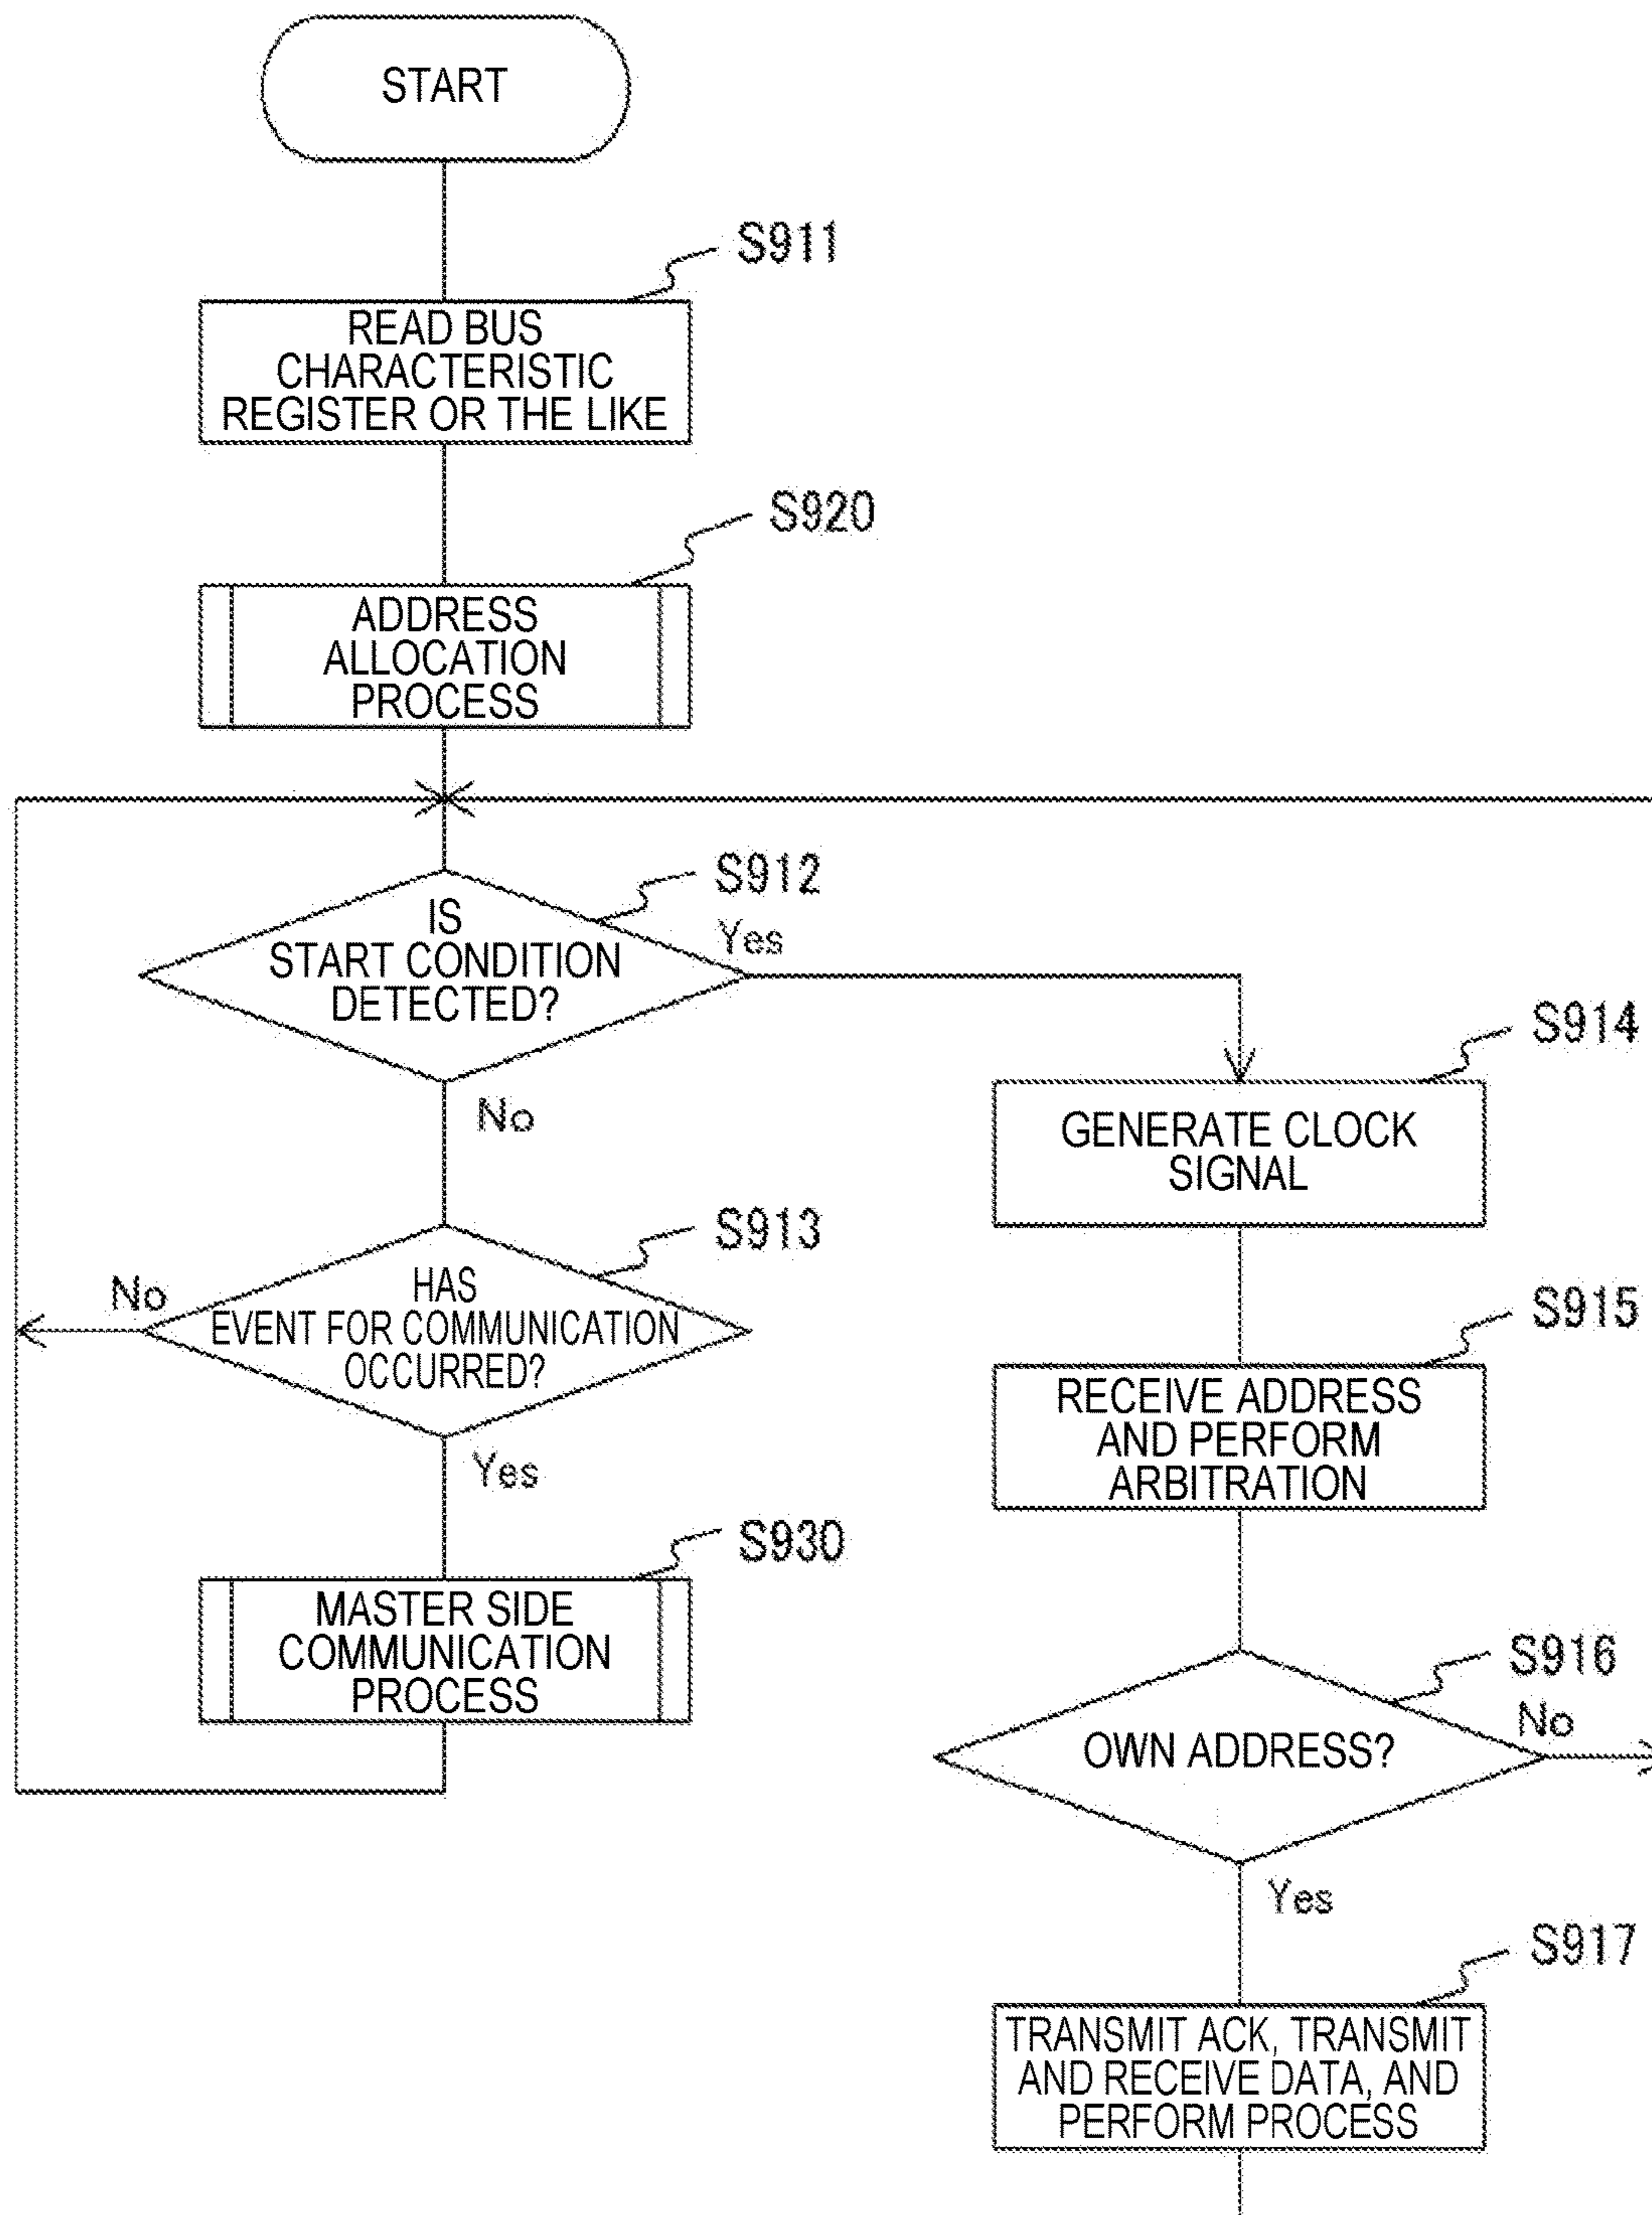 START
S911
READ BUS
CHARACTERISTIC
REGISTER OR THE LIKE
S920
ADDRESS
ALLOCATION
PROCESS
S912
IS
START CONDITION
DETECTED?
Yes
No
S913
HAS
EVENT FOR COMMUNICATION
OCCURRED?
No
Yes
S930
MASTER SIDE
COMMUNICATION
PROCESS
S914
GENERATE CLOCK
SIGNAL
S915
RECEIVE ADDRESS
AND PERFORM
ARBITRATION
S916
OWN ADDRESS?
No
Yes
S917
TRANSMIT ACK, TRANSMIT
AND RECEIVE DATA, AND
PERFORM PROCESS